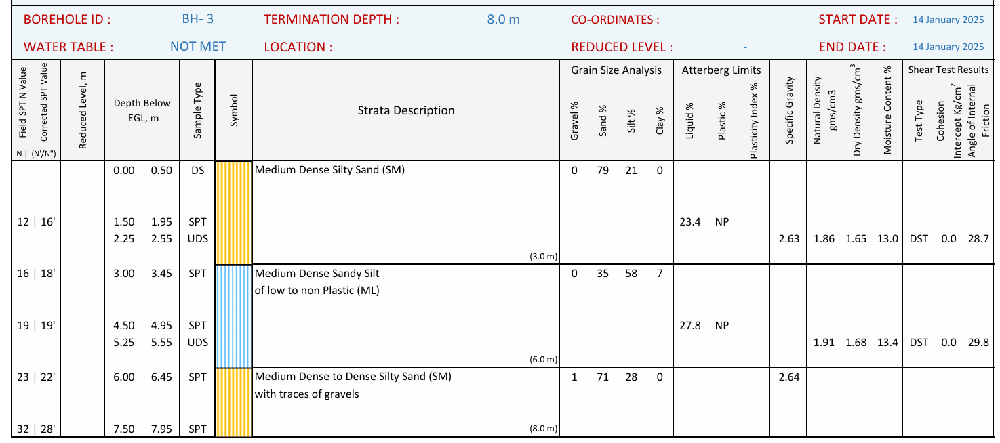 BOREHOLE ID : BH- 3 TERMINATION DEPTH : 8.0 m CO-ORDINATES : START DATE : 14 January 2025
WATER TABLE : NOT MET LOCATION : REDUCED LEVEL : - END DATE : 14 January 2025
Field SPT N Value
Corrected SPT Value
N | (N'/N")
Reduced Level, m
Depth Below
EGL, m
Sample Type
Symbol
Strata Description
Grain Size Analysis
Gravel %
Sand %
Silt %
Clay %
Atterberg Limits
Liquid %
Plastic %
Plasticity Index %
Specific Gravity
Natural Density
gms/cm3
Dry Density gms/cm³
Moisture Content %
Shear Test Results
Test Type
Cohesion
Intercept Kg/cm²
Angle of Internal
Friction
0.00 0.50 DS Medium Dense Silty Sand (SM) 0 79 21 0
12 | 16' 1.50 1.95 SPT 23.4 NP
2.25 2.55 UDS 2.63 1.86 1.65 13.0 DST 0.0 28.7
(3.0 m)
16 | 18' 3.00 3.45 SPT Medium Dense Sandy Silt 0 35 58 7
of low to non Plastic (ML)
19 | 19' 4.50 4.95 SPT 27.8 NP
5.25 5.55 UDS 1.91 1.68 13.4 DST 0.0 29.8
(6.0 m)
23 | 22' 6.00 6.45 SPT Medium Dense to Dense Silty Sand (SM) 1 71 28 0 2.64
with traces of gravels
32 | 28' 7.50 7.95 SPT (8.0 m)